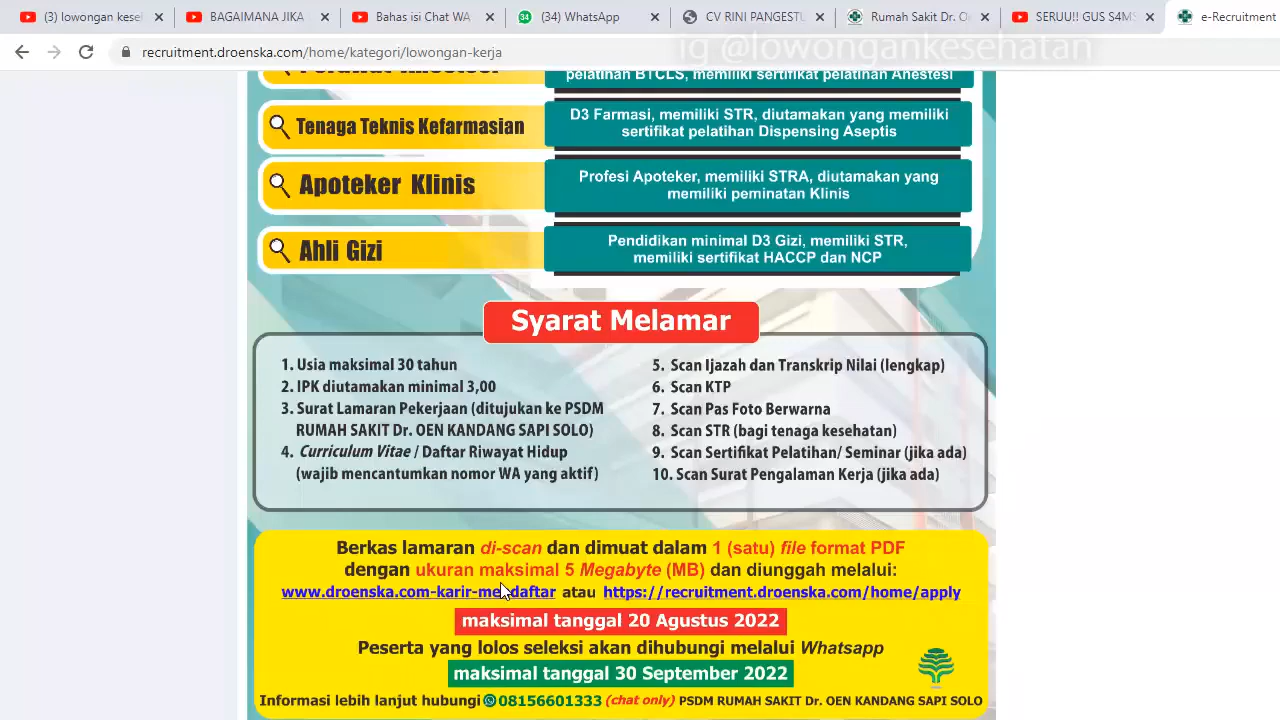 (3) lowongan kesel
BAGAIMANA JIKA
Bahas isi Chat WA
(34) WhatsApp
CV RINI PANGESTU
Rumah Sakit Dr. O
SERUU!! GUS S4MS
e-Recruitment
recruitment.droenska.com/home/kategori/lowongan-kerja
ig @lowongankesehatan
pelatihan BTCLS, memiliki sertifikat pelatihan Anestesi
Tenaga Teknis Kefarmasian
D3 Farmasi, memiliki STR, diutamakan yang memiliki
sertifikat pelatihan Dispensing Aseptis
Apoteker Klinis
Profesi Apoteker, memiliki STRA, diutamakan yang
memiliki peminatan Klinis
Ahli Gizi
Pendidikan minimal D3 Gizi, memiliki STR,
memiliki sertifikat HACCP dan NCP
Syarat Melamar
1. Usia maksimal 30 tahun
2. IPK diutamakan minimal 3,00
3. Surat Lamaran Pekerjaan (ditujukan ke PSDM
RUMAH SAKIT Dr. OEN KANDANG SAPI SOLO)
4. Curriculum Vitae / Daftar Riwayat Hidup
(wajib mencantumkan nomor WA yang aktif)
5. Scan Ijazah dan Transkrip Nilai (lengkap)
6. Scan KTP
7. Scan Pas Foto Berwarna
8. Scan STR (bagi tenaga kesehatan)
9. Scan Sertifikat Pelatihan/ Seminar (jika ada)
10. Scan Surat Pengalaman Kerja (jika ada)
Berkas lamaran di-scan dan dimuat dalam 1 (satu) file format PDF
dengan ukuran maksimal 5 Megabyte (MB) dan diunggah melalui:
www.droenska.com-karir-mendaftar atau https://recruitment.droenska.com/home/apply
maksimal tanggal 20 Agustus 2022
Peserta yang lolos seleksi akan dihubungi melalui Whatsapp
maksimal tanggal 30 September 2022
Informasi lebih lanjut hubungi 08156601333 (chat only) PSDM RUMAH SAKIT Dr. OEN KANDANG SAPI SOLO